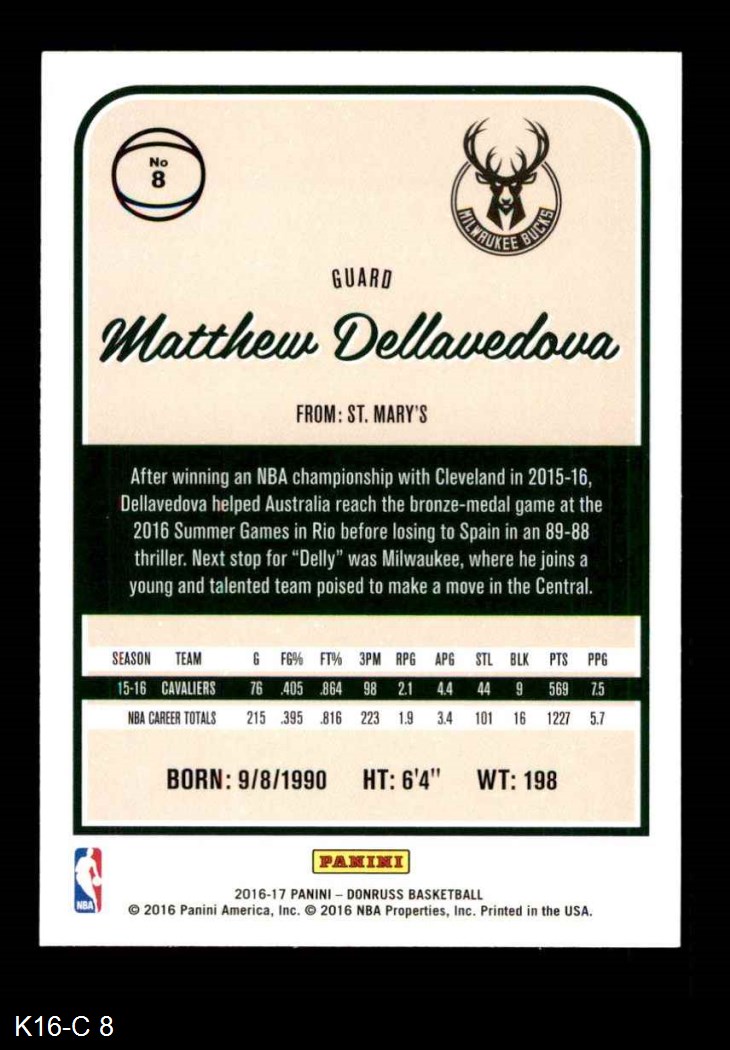 No
8
MILWAUKEE BUCKS
GUARD
Matthew Dellavedova
FROM: ST. MARY'S
After winning an NBA championship with Cleveland in 2015-16,
Dellavedova helped Australia reach the bronze-medal game at the
2016 Summer Games in Rio before losing to Spain in an 89-88
thriller. Next stop for “Delly” was Milwaukee, where he joins a
young and talented team poised to make a move in the Central.
SEASON TEAM G FG% FT% 3PM RPG APG STL BLK PTS PPG
15-16 CAVALIERS 76 .405 .864 98 2.1 4.4 44 9 569 7.5
NBA CAREER TOTALS 215 .395 .816 223 1.9 3.4 101 16 1227 5.7
BORN: 9/8/1990 HT: 6'4" WT: 198
PANINI
NBA
2016-17 PANINI – DONRUSS BASKETBALL
© 2016 Panini America, Inc. © 2016 NBA Properties, Inc. Printed in the USA.
K16-C 8